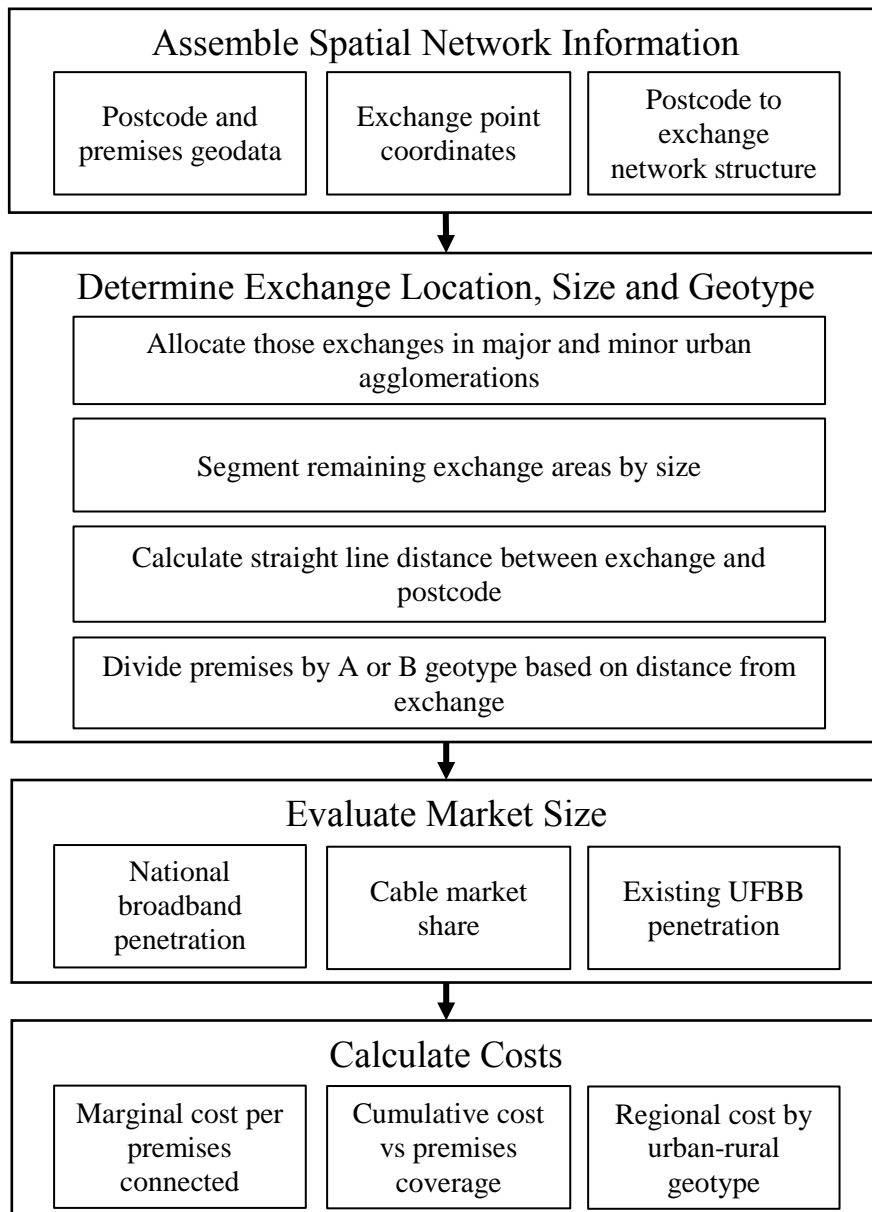 Assemble Spatial Network Information
Postcode and
premises geodata
Exchange point
coordinates
Postcode to
exchange
network structure
Determine Exchange Location, Size and Geotype
Allocate those exchanges in major and minor urban
agglomerations
Segment remaining exchange areas by size
Calculate straight line distance between exchange and
postcode
Divide premises by A or B geotype based on distance from
exchange
Evaluate Market Size
National
broadband
penetration
Cable market
share
Existing UFBB
penetration
Calculate Costs
Marginal cost per
premises
connected
Cumulative cost
vs premises
coverage
Regional cost by
urban-rural
geotype